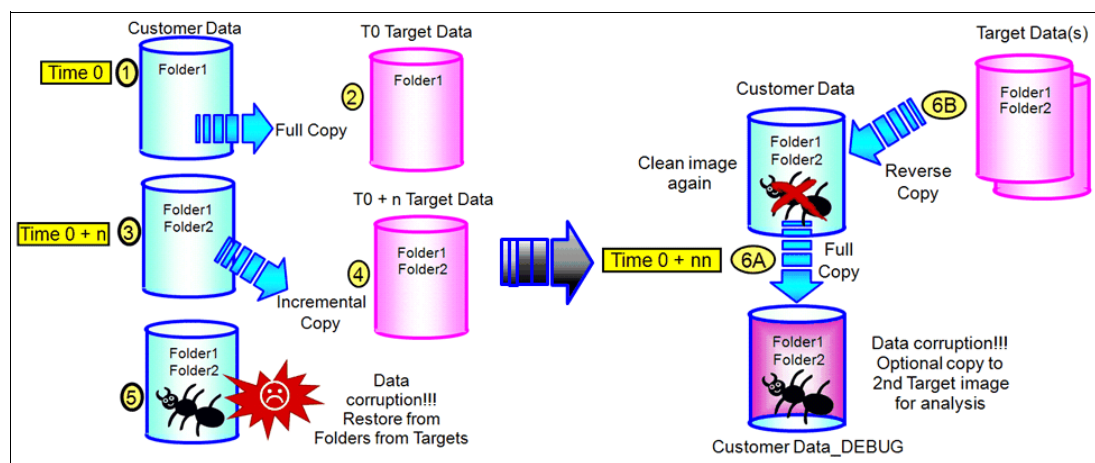 Customer Data
T0 Target Data
Time 0
1
Folder1
2
Folder1
Full Copy
3
Time 0 + n
Folder1
Folder2
T0 + n Target Data
4
Folder1
Folder2
Incremental
Copy
5
Folder1
Folder2
Data
corruption!!!
Restore from
Folders from Targets
Target Data(s)
Folder1
Folder2
6B
Reverse
Copy
Customer Data
Folder1
Folder2
Clean image
again
Time 0 + nn
6A
Full
Copy
Folder1
Folder2
Data corruption!!!
Optional copy to
2nd Target image
for analysis
Customer Data_DEBUG